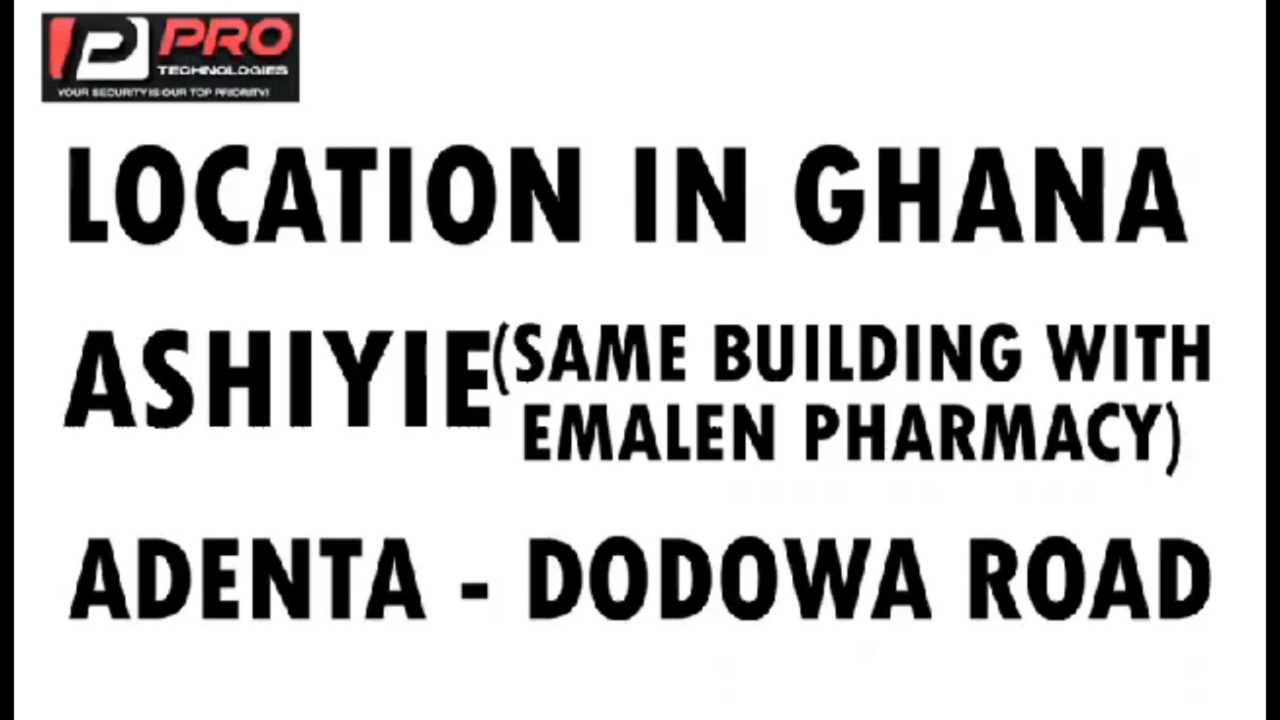 PRO
TECHNOLOGIES
YOUR SECURITY IS OUR TOP PRIORITY!
LOCATION IN GHANA
ASHIYIE (SAME BUILDING WITH
EMALEN PHARMACY)
ADENTA - DODOWA ROAD